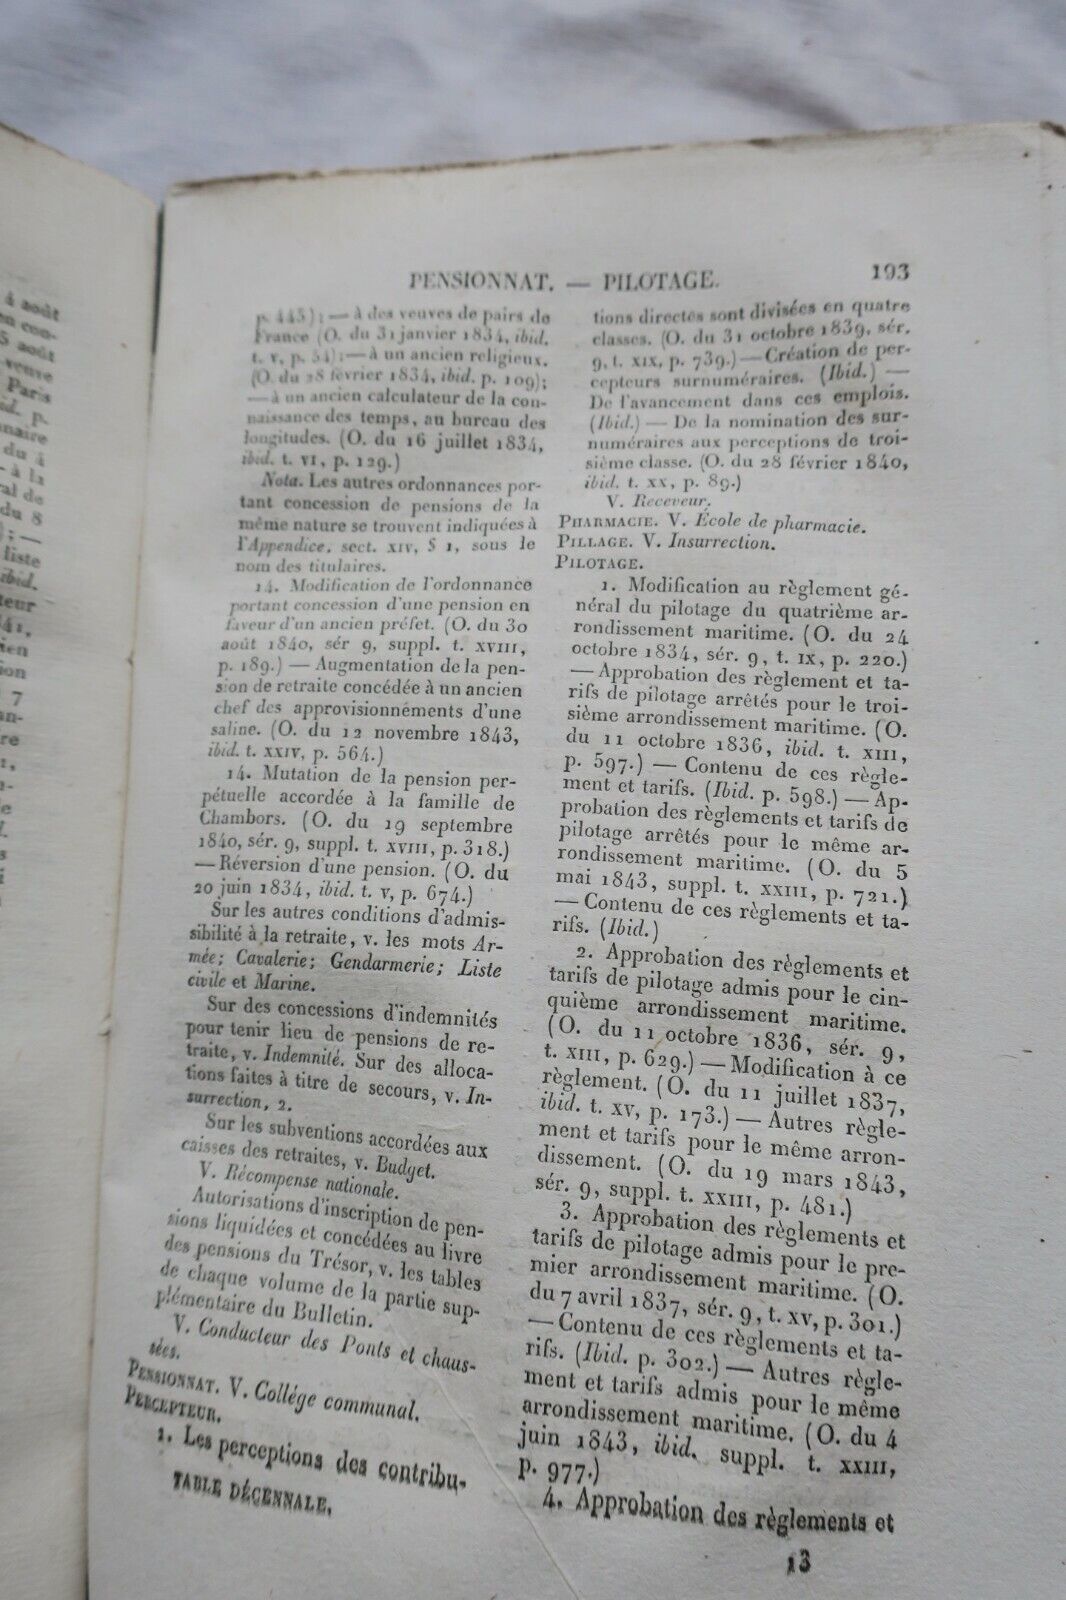 PENSIONNAT. — PILOTAGE. 193
p. 445); — à des veuves de pairs de
France (O. du 31 janvier 1834, ibid.
t. V, p. 54); — à un ancien religieux.
(O. du 28 février 1834, ibid. p. 109);
— à un ancien calculateur de la con-
naissance des temps, au bureau des
longitudes. (O. du 16 juillet 1834,
ibid. t. VI, p. 129.)
Nota. Les autres ordonnances por-
tant concession de pensions de la
même nature se trouvent indiquées à
l'Appendice, sect. XIV, § 1, sous le
nom des titulaires.
14. Modification de l'ordonnance
portant concession d'une pension en
faveur d'un ancien préfet. (O. du 30
août 1840, sér 9, suppl. t. XVIII,
p. 189.) — Augmentation de la pen-
sion de retraite concédée à un ancien
chef des approvisionnements d'une
saline. (O. du 12 novembre 1843,
ibid. t. XXIV, p. 564.)
14. Mutation de la pension per-
pétuelle accordée à la famille de
Chambors. (O. du 19 septembre
1840, sér. 9, suppl. t. XVIII, p. 318.)
— Réversion d'une pension. (O. du
20 juin 1834, ibid. t. V, p. 674.)
Sur les autres conditions d'admis-
sibilité à la retraite, v. les mots Ar-
mée; Cavalerie; Gendarmerie; Liste
civile et Marine.
Sur des concessions d'indemnités
pour tenir lieu de pensions de re-
traite, v. Indemnité. Sur des alloca-
tions faites à titre de secours, v. In-
surrection, 2.
Sur les subventions accordées aux
caisses des retraites, v. Budget.
V. Récompense nationale.
Autorisations d'inscription de pen-
sions liquidées et concédées au livre
des pensions du Trésor, v. les tables
de chaque volume de la partie sup-
plémentaire du Bulletin.
V. Conducteur des Ponts et chaus-
sées.
PENSIONNAT. V. Collége communal.
PERCEPTEUR.
1. Les perceptions des contribu-
TABLE DÉCENNALE.
tions directes sont divisées en quatre
classes. (O. du 31 octobre 1839, sér.
9, t. XIX, p. 739.) — Création de per-
cepteurs surnuméraires. (Ibid.) —
De l'avancement dans ces emplois.
(Ibid.) — De la nomination des sur-
numéraires aux perceptions de troi-
sième classe. (O. du 28 février 1840,
ibid. t. XX, p. 89.)
V. Receveur.
PHARMACIE. V. École de pharmacie.
PILLAGE. V. Insurrection.
PILOTAGE.
1. Modification au règlement gé-
néral du pilotage du quatrième ar-
rondissement maritime. (O. du 24
octobre 1834, sér. 9, t. IX, p. 220.)
— Approbation des règlement et ta-
rifs de pilotage arrêtés pour le troi-
sième arrondissement maritime. (O.
du 11 octobre 1836, ibid. t. XIII,
p. 597.) — Contenu de ces règle-
ment et tarifs. (Ibid. p. 598.) — Ap-
probation des règlements et tarifs de
pilotage arrêtés pour le même ar-
rondissement maritime. (O. du 5
mai 1843, suppl. t. XXIII, p. 721.)
— Contenu de ces règlements et ta-
rifs. (Ibid.)
2. Approbation des règlements et
tarifs de pilotage admis pour le cin-
quième arrondissement maritime.
(O. du 11 octobre 1836, sér. 9,
t. XIII, p. 629.) — Modification à ce
règlement. (O. du 11 juillet 1837,
ibid. t. XV, p. 173.) — Autres règle-
ment et tarifs pour le même arron-
dissement. (O. du 19 mars 1843,
sér. 9, suppl. t. XXIII, p. 481.)
3. Approbation des règlements et
tarifs de pilotage admis pour le pre-
mier arrondissement maritime. (O.
du 7 avril 1837, sér. 9, t. XV, p. 301.)
— Contenu de ces règlements et ta-
rifs. (Ibid. p. 302.) — Autres règle-
ment et tarifs admis pour le même
arrondissement maritime. (O. du 4
juin 1843, ibid. suppl. t. XXIII,
p. 977.)
4. Approbation des règlements et
13